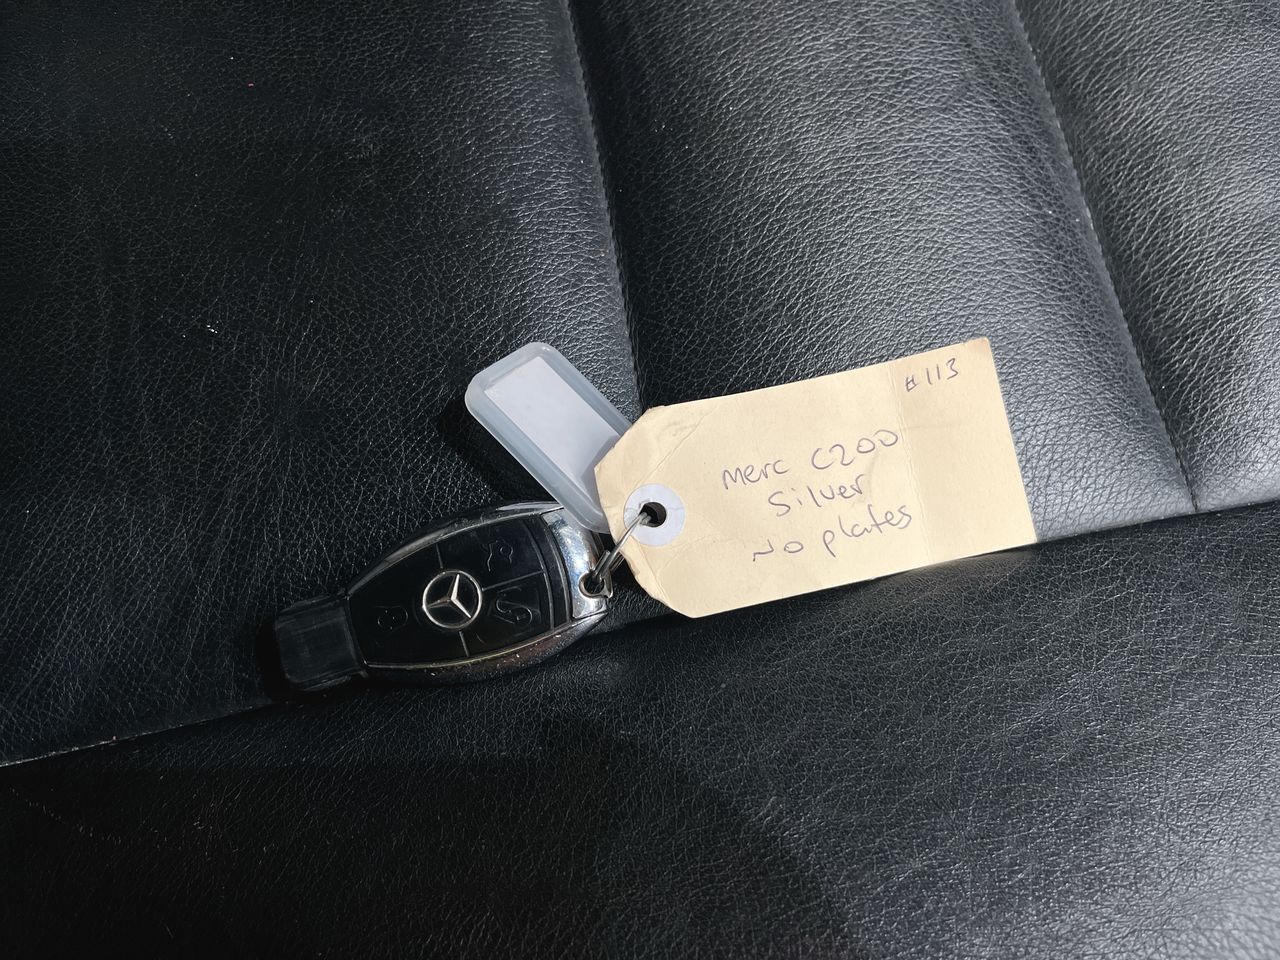 #113
Merc C200
Silver
No plates